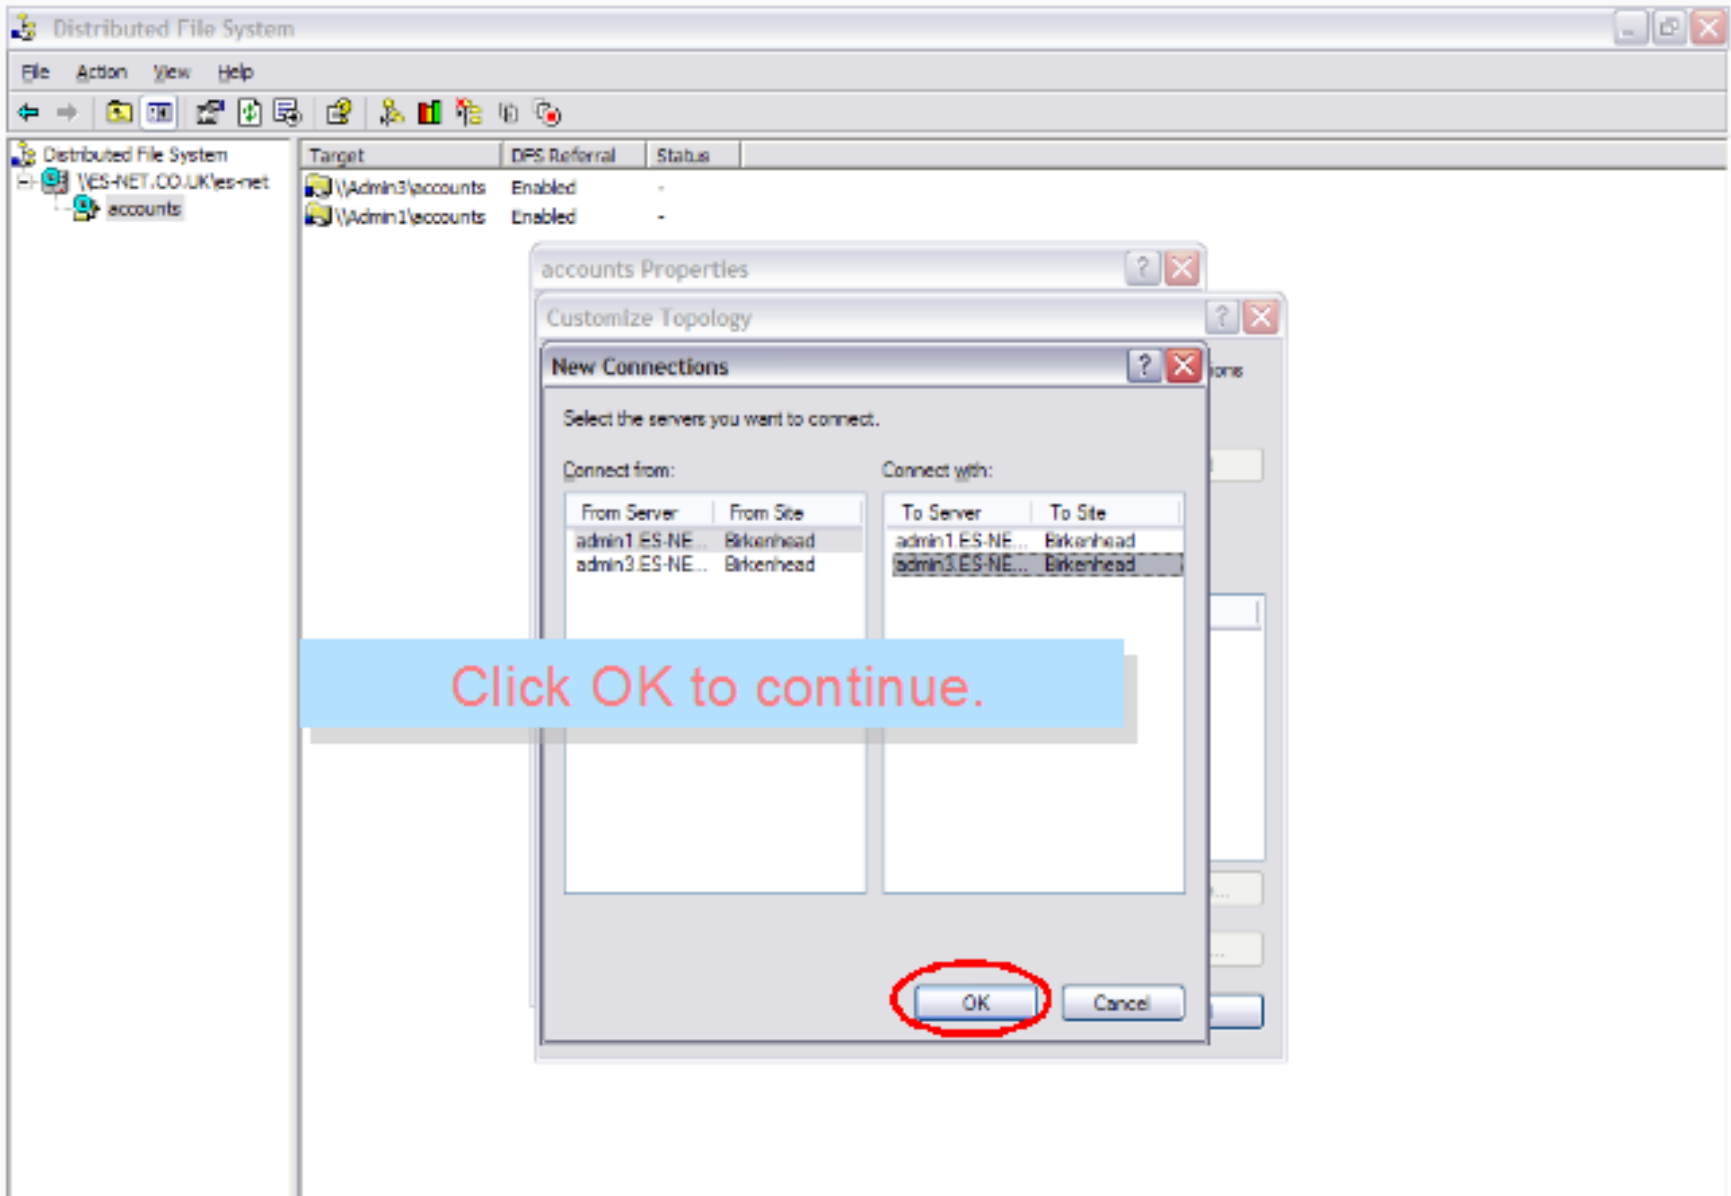 Distributed File System
File Action View Help
Distributed File System
\\ES-NET.CO.UK\es-net
accounts
Target DFS Referral Status
\\Admin3\accounts Enabled -
\\Admin1\accounts Enabled -
accounts Properties
Customize Topology
New Connections
ions
Select the servers you want to connect.
Connect from: Connect with:
From Server From Site To Server To Site
admin1.ES-NE... Birkenhead admin1.ES-NE... Birkenhead
admin3.ES-NE... Birkenhead admin3.ES-NE... Birkenhead
Click OK to continue.
OK Cancel